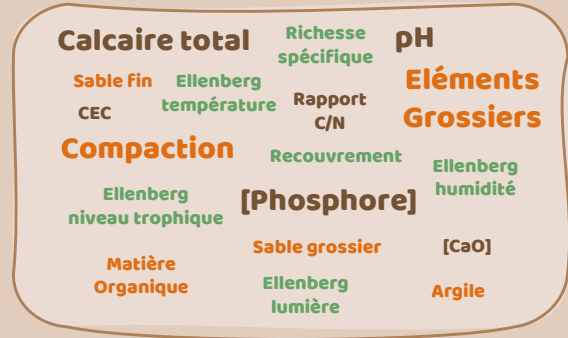 Calcaire total
Richesse
spécifique
pH
Sable fin
Ellenberg
température
Eléments
Grossiers
CEC
Rapport
C/N
Compaction
Recouvrement
Ellenberg
humidité
Ellenberg
niveau trophique
[Phosphore]
Sable grossier
[CaO]
Matière
Organique
Ellenberg
lumière
Argile